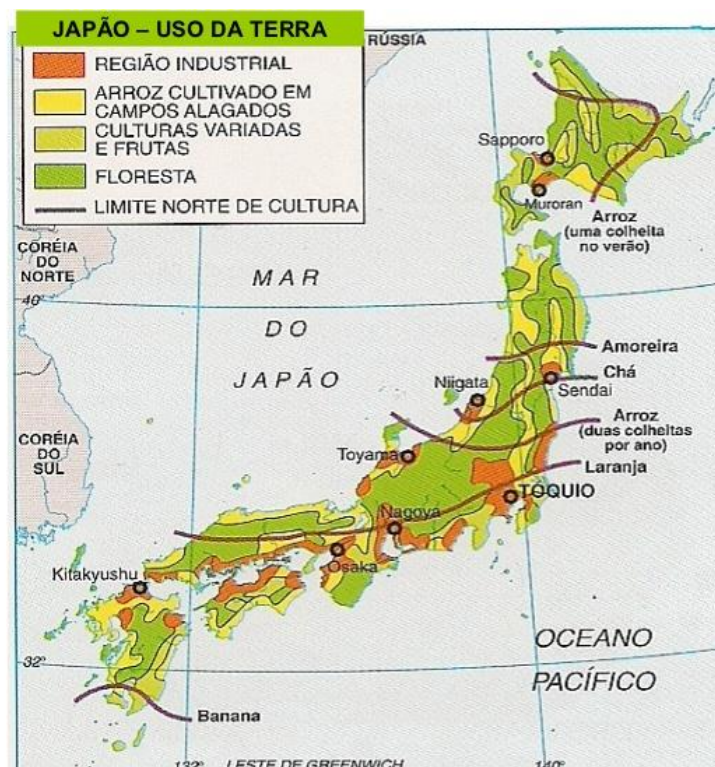 JAPÃO – USO DA TERRA
REGIÃO INDUSTRIAL
ARROZ CULTIVADO EM
CAMPOS ALAGADOS
CULTURAS VARIADAS
E FRUTAS
FLORESTA
LIMITE NORTE DE CULTURA
RÚSSIA
Sapporo
Muroran
Arroz
(uma colheita
no verão)
CORÉIA
DO
NORTE
40°
MAR
DO
JAPÃO
Amoreira
Chá
Niigata
Sendai
Arroz
(duas colheitas
por ano)
CORÉIA
DO
SUL
Toyama
Laranja
TÓQUIO
Nagoya
Osaka
Kitakyushu
OCEANO
PACÍFICO
32°
Banana
132°
LESTE DE GREENWICH
140°